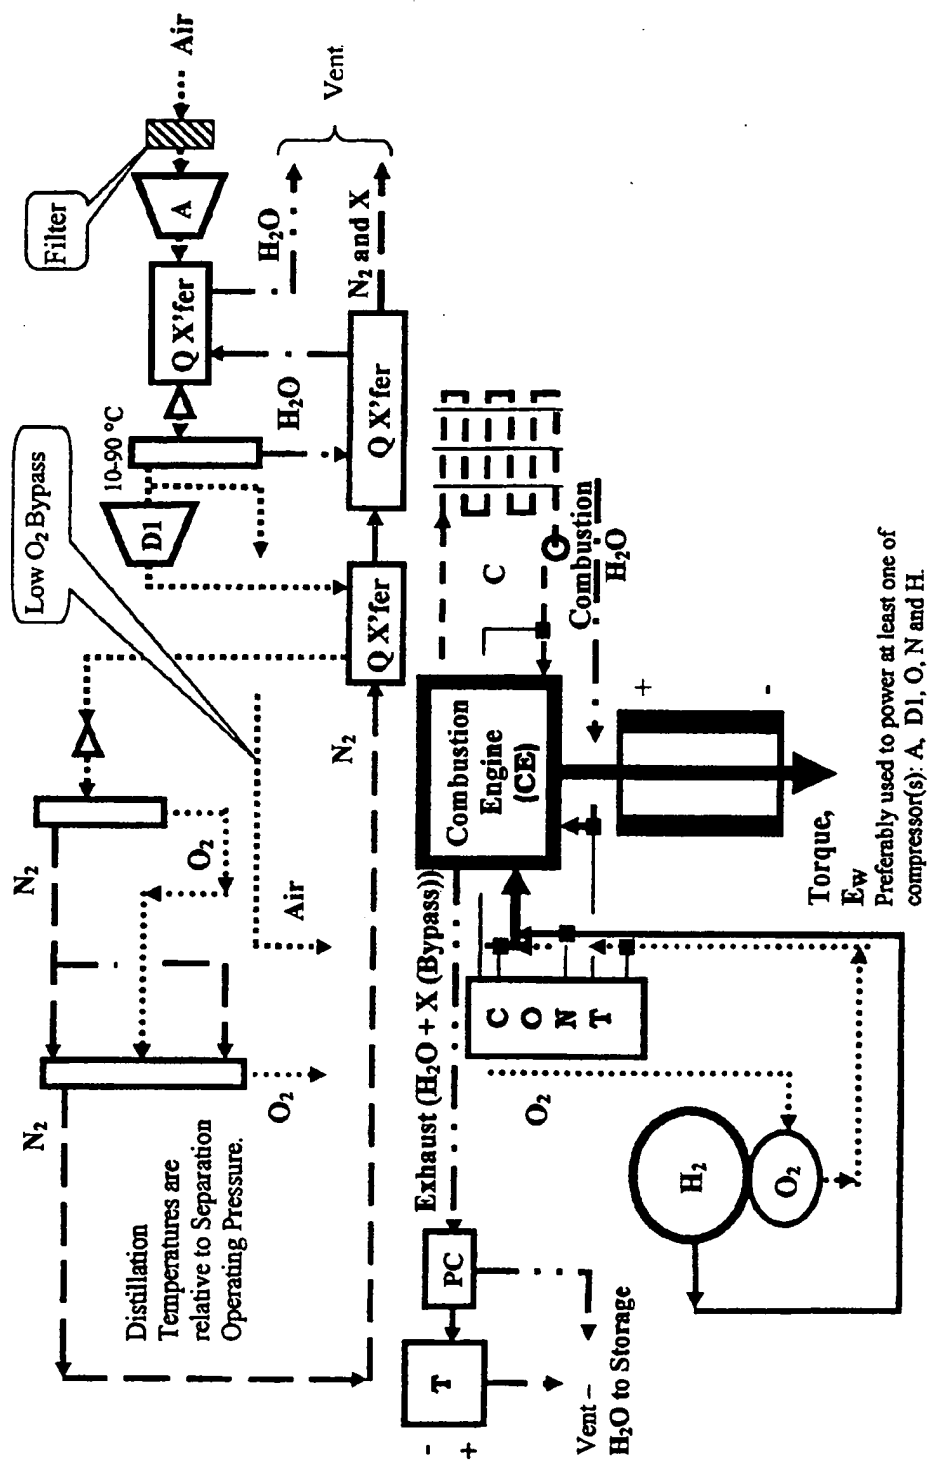 Filter
Air
A
Q X'fer
H₂O
Vent
10-90 °C
H₂O
N₂ and X
Q X'fer
Low O₂ Bypass
D1
Q X'fer
N₂
N₂
O₂
Air
N₂
O₂
Distillation
Temperatures are
relative to Separation
Operating Pressure.
C
Combustion
H₂O
Combustion
Engine
(CE)
+
-
Torque,
Ew
Preferably used to power at least one of
compressor(s): A, D1, O, N and H.
Exhaust (H₂O + X (Bypass))
C
O
N
T
O₂
H₂
O₂
PC
T
-
+
Vent –
H₂O to Storage